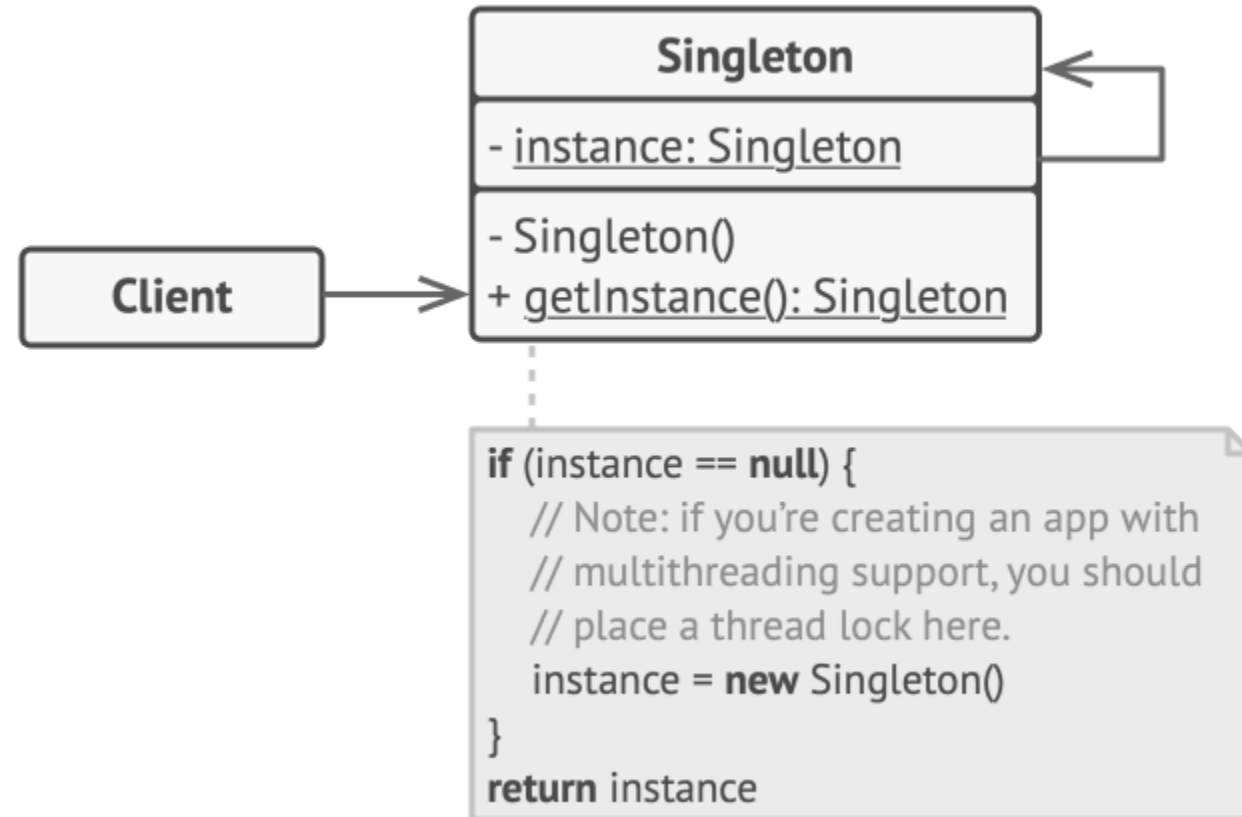 Singleton
- instance: Singleton
- Singleton()
+ getInstance(): Singleton
Client
if (instance == null) {
// Note: if you’re creating an app with
// multithreading support, you should
// place a thread lock here.
instance = new Singleton()
}
return instance